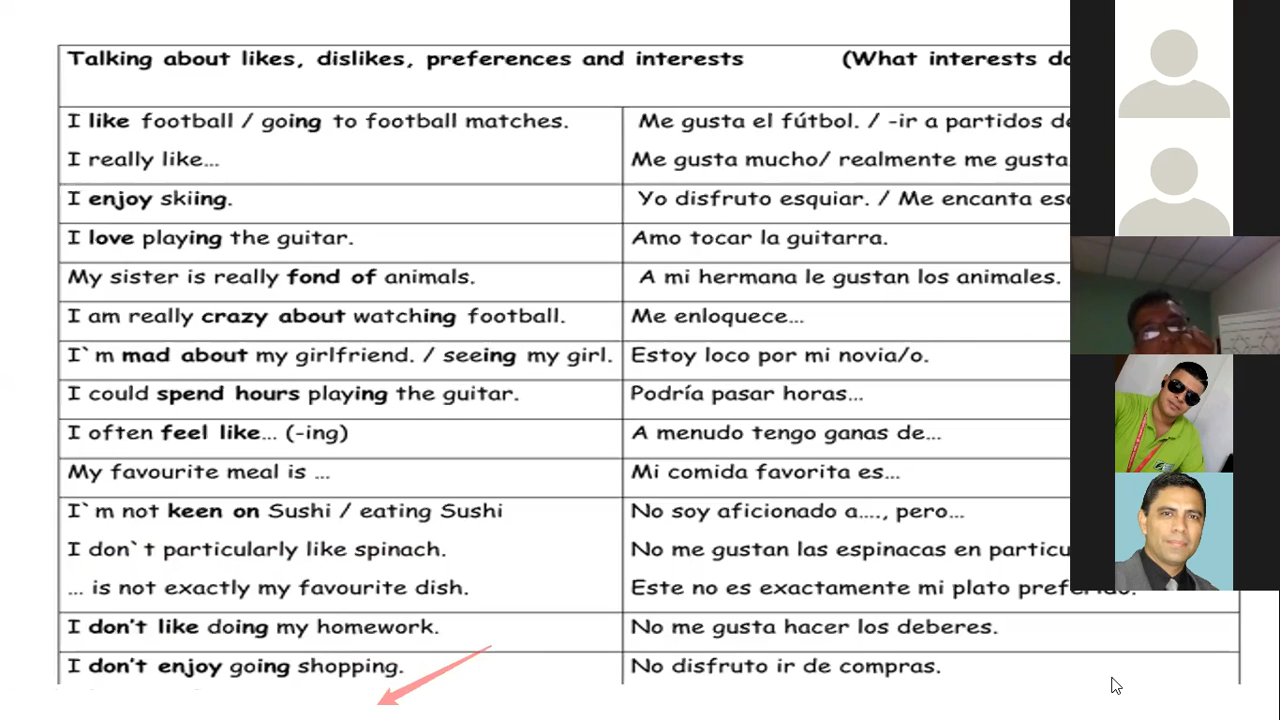 Talking about likes, dislikes, preferences and interests (What interests do
I like football / going to football matches. Me gusta el fútbol. / -ir a partidos de
I really like… Me gusta mucho/ realmente me gusta
I enjoy skiing. Yo disfruto esquiar. / Me encanta
I love playing the guitar. Amo tocar la guitarra.
My sister is really fond of animals. A mi hermana le gustan los animales.
I am really crazy about watching football. Me enloquece…
I`m mad about my girlfriend. / seeing my girl. Estoy loco por mi novia/o.
I could spend hours playing the guitar. Podría pasar horas…
I often feel like… (-ing) A menudo tengo ganas de…
My favourite meal is … Mi comida favorita es…
I`m not keen on Sushi / eating Sushi No soy aficionado a…., pero…
I don`t particularly like spinach. No me gustan las espinacas en
… is not exactly my favourite dish. Este no es exactamente mi plato
I don't like doing my homework. No me gusta hacer los deberes.
I don't enjoy going shopping. No disfruto ir de compras.